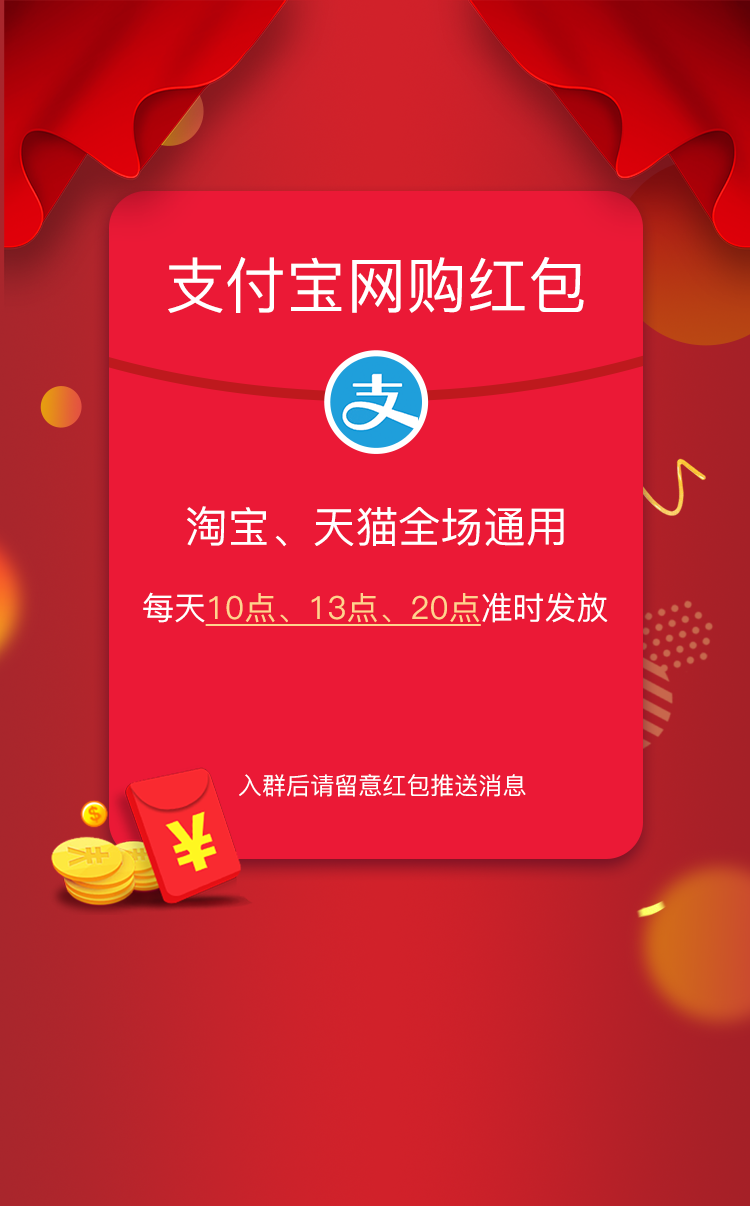 支付宝网购红包
支
淘宝、天猫全场通用
每天10点、13点、20点准时发放
入群后请留意红包推送消息
$
¥